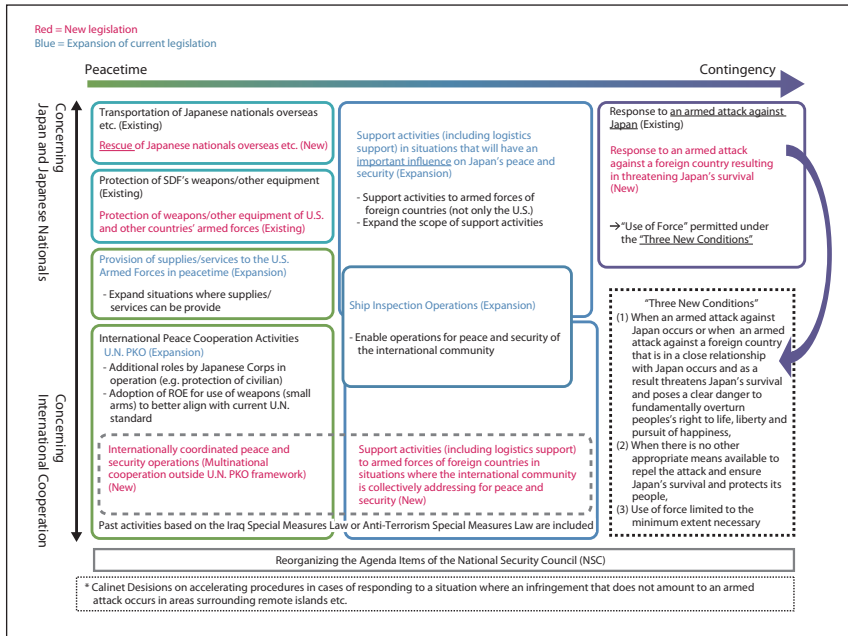 Red = New legislation
Blue = Expansion of current legislation
Peacetime
Contingency
Concerning
Japan and Japanese Nationals
Transportation of Japanese nationals overseas
etc. (Existing)
Rescue of Japanese nationals overseas etc. (New)
Protection of SDF's weapons/other equipment
(Existing)
Protection of weapons/other equipment of U.S.
and other countries' armed forces (Existing)
Provision of supplies/services to the U.S.
Armed Forces in peacetime (Expansion)
- Expand situations where supplies/
services can be provide
Support activities (including logistics
support) in situations that will have an
important influence on Japan's peace and
security (Expansion)
- Support activities to armed forces of
foreign countries (not only the U.S.)
- Expand the scope of support activities
Response to an armed attack against
Japan (Existing)
Response to an armed attack
against a foreign country resulting
in threatening Japan's survival
(New)
→"Use of Force" permitted under
the "Three New Conditions"
Ship Inspection Operations (Expansion)
- Enable operations for peace and security of
the international community
Concerning
International Cooperation
International Peace Cooperation Activities
U.N. PKO (Expansion)
- Additional roles by Japanese Corps in
operation (e.g. protection of civilian)
- Adoption of ROE for use of weapons (small
arms) to better align with current U.N.
standard
Internationally coordinated peace and
security operations (Multinational
cooperation outside U.N. PKO framework)
(New)
Support activities (including logistics support)
to armed forces of foreign countries in
situations where the international community
is collectively addressing for peace and
security (New)
Past activities based on the Iraq Special Measures Law or Anti-Terrorism Special Measures Law are included
"Three New Conditions"
(1) When an armed attack against
Japan occurs or when an armed
attack against a foreign country
that is in a close relationship
with Japan occurs and as a
result threatens Japan's survival
and poses a clear danger to
fundamentally overturn
peoples's right to life, liberty and
pursuit of happiness,
(2) When there is no other
appropriate means available to
repel the attack and ensure
Japan's survival and protects its
people,
(3) Use of force limited to the
minimum extent necessary
Reorganizing the Agenda Items of the National Security Council (NSC)
* Calinet Desisions on accelerating procedures in cases of responding to a situation where an infringement that does not amount to an armed
attack occurs in areas surrounding remote islands etc.